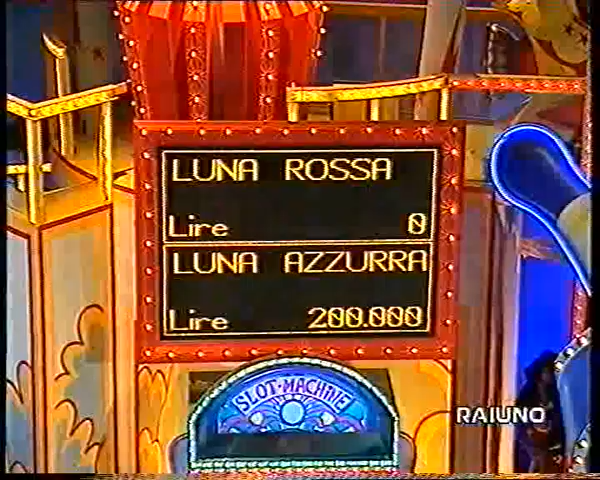 LUNA ROSSA
Lire 0
LUNA AZZURRA
Lire 200.000
SLOT-MACHINE
RAIUNO